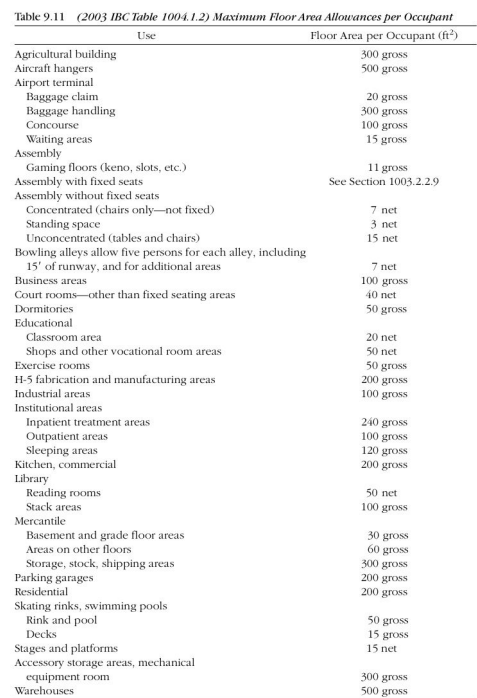 Table 9.11 (2003 IBC Table 1004.1.2) Maximum Floor Area Allowances per Occupant
Use Floor Area per Occupant (ft²)
Agricultural building 300 gross
Aircraft hangers 500 gross
Airport terminal
Baggage claim 20 gross
Baggage handling 300 gross
Concourse 100 gross
Waiting areas 15 gross
Assembly
Gaming floors (keno, slots, etc.) 11 gross
Assembly with fixed seats See Section 1003.2.2.9
Assembly without fixed seats
Concentrated (chairs only—not fixed) 7 net
Standing space 3 net
Unconcentrated (tables and chairs) 15 net
Bowling alleys allow five persons for each alley, including
15′ of runway, and for additional areas 7 net
Business areas 100 gross
Court rooms—other than fixed seating areas 40 net
Dormitories 50 gross
Educational
Classroom area 20 net
Shops and other vocational room areas 50 net
Exercise rooms 50 gross
H-5 fabrication and manufacturing areas 200 gross
Industrial areas 100 gross
Institutional areas
Inpatient treatment areas 240 gross
Outpatient areas 100 gross
Sleeping areas 120 gross
Kitchen, commercial 200 gross
Library
Reading rooms 50 net
Stack areas 100 gross
Mercantile
Basement and grade floor areas 30 gross
Areas on other floors 60 gross
Storage, stock, shipping areas 300 gross
Parking garages 200 gross
Residential 200 gross
Skating rinks, swimming pools
Rink and pool 50 gross
Decks 15 gross
Stages and platforms 15 net
Accessory storage areas, mechanical
equipment room 300 gross
Warehouses 500 gross